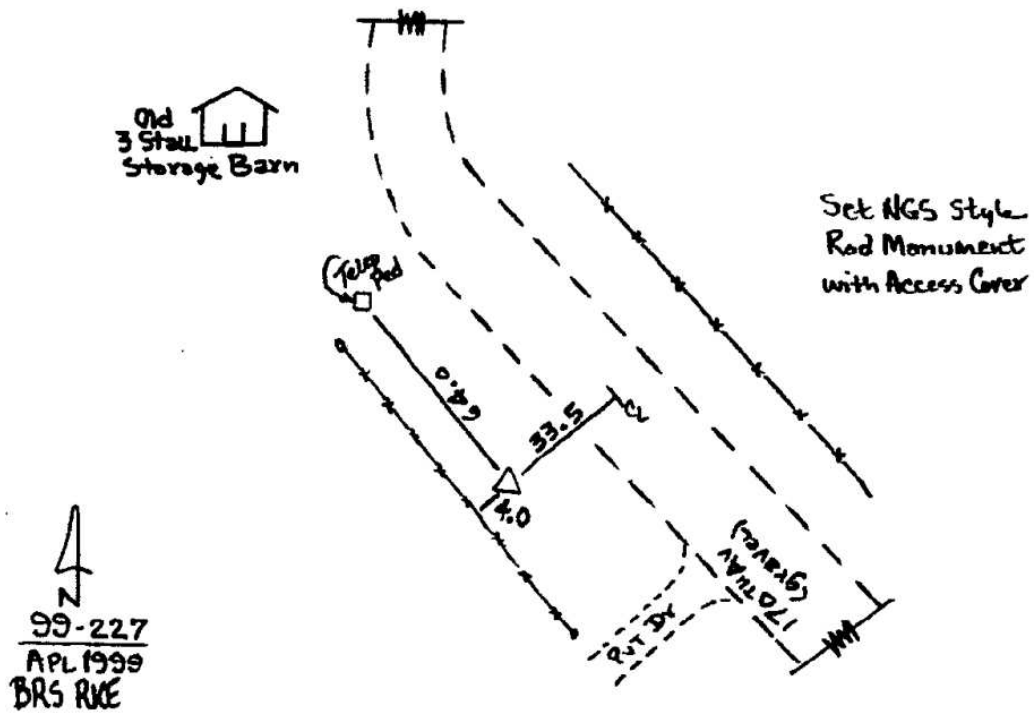 Old
3 Stall
Storage Barn
Set NGS Style
Rod Monument
with Access Cover
Telep
Ped
64.0
33.5
CL
4.0
170TH AV
(gravel)
PVT Dr
N
99-227
APL 1999
BRS RKE